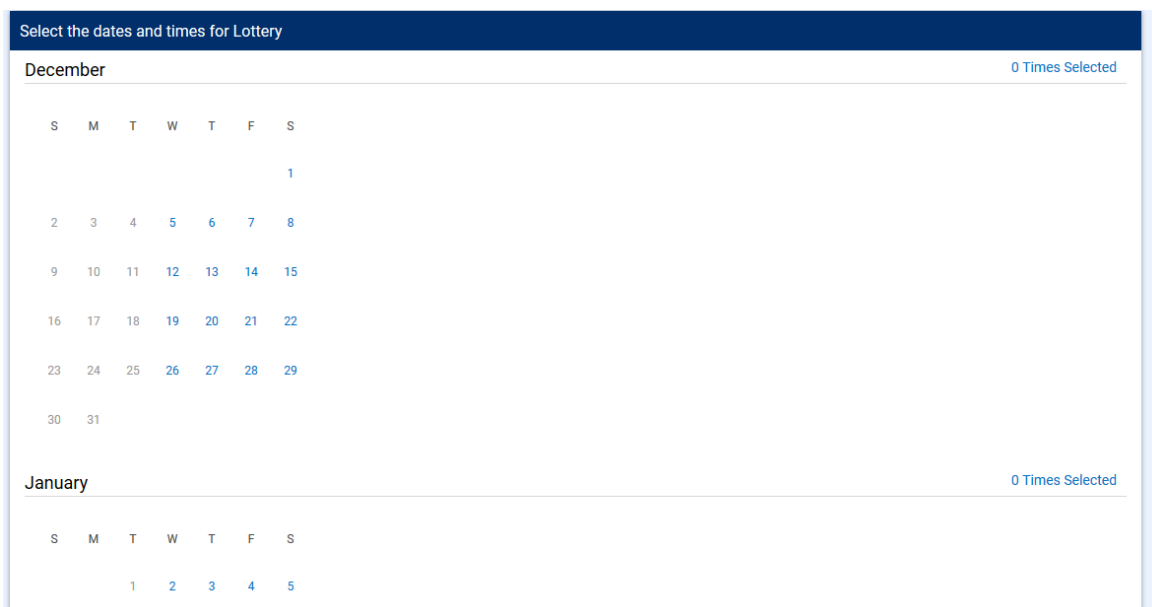 Select the dates and times for Lottery
December 0 Times Selected
S M T W T F S
1
2 3 4 5 6 7 8
9 10 11 12 13 14 15
16 17 18 19 20 21 22
23 24 25 26 27 28 29
30 31
January 0 Times Selected
S M T W T F S
1 2 3 4 5